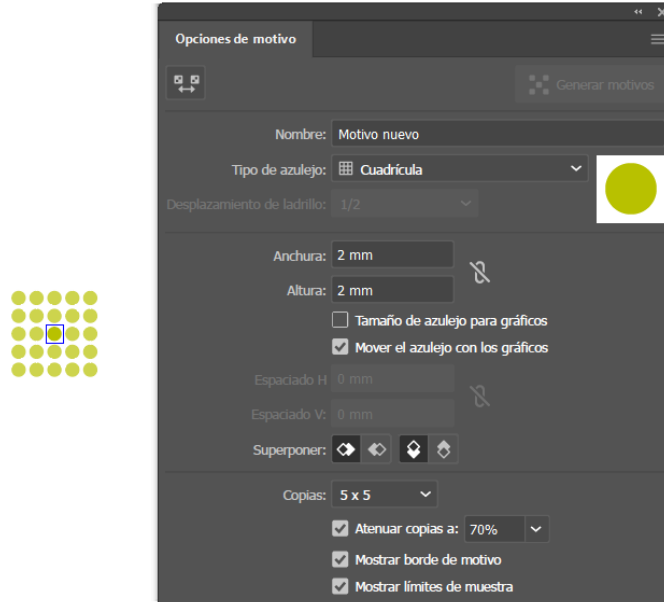 Opciones de motivo
Generar motivos
Nombre: Motivo nuevo
Tipo de azulejo: Cuadrícula
Desplazamiento de ladrillo: 1/2
Anchura: 2 mm
Altura: 2 mm
Tamaño de azulejo para gráficos
Mover el azulejo con los gráficos
Espaciado H 0 mm
Espaciado V: 0 mm
Superponer:
Copias: 5 x 5
Atenuar copias a: 70%
Mostrar borde de motivo
Mostrar límites de muestra